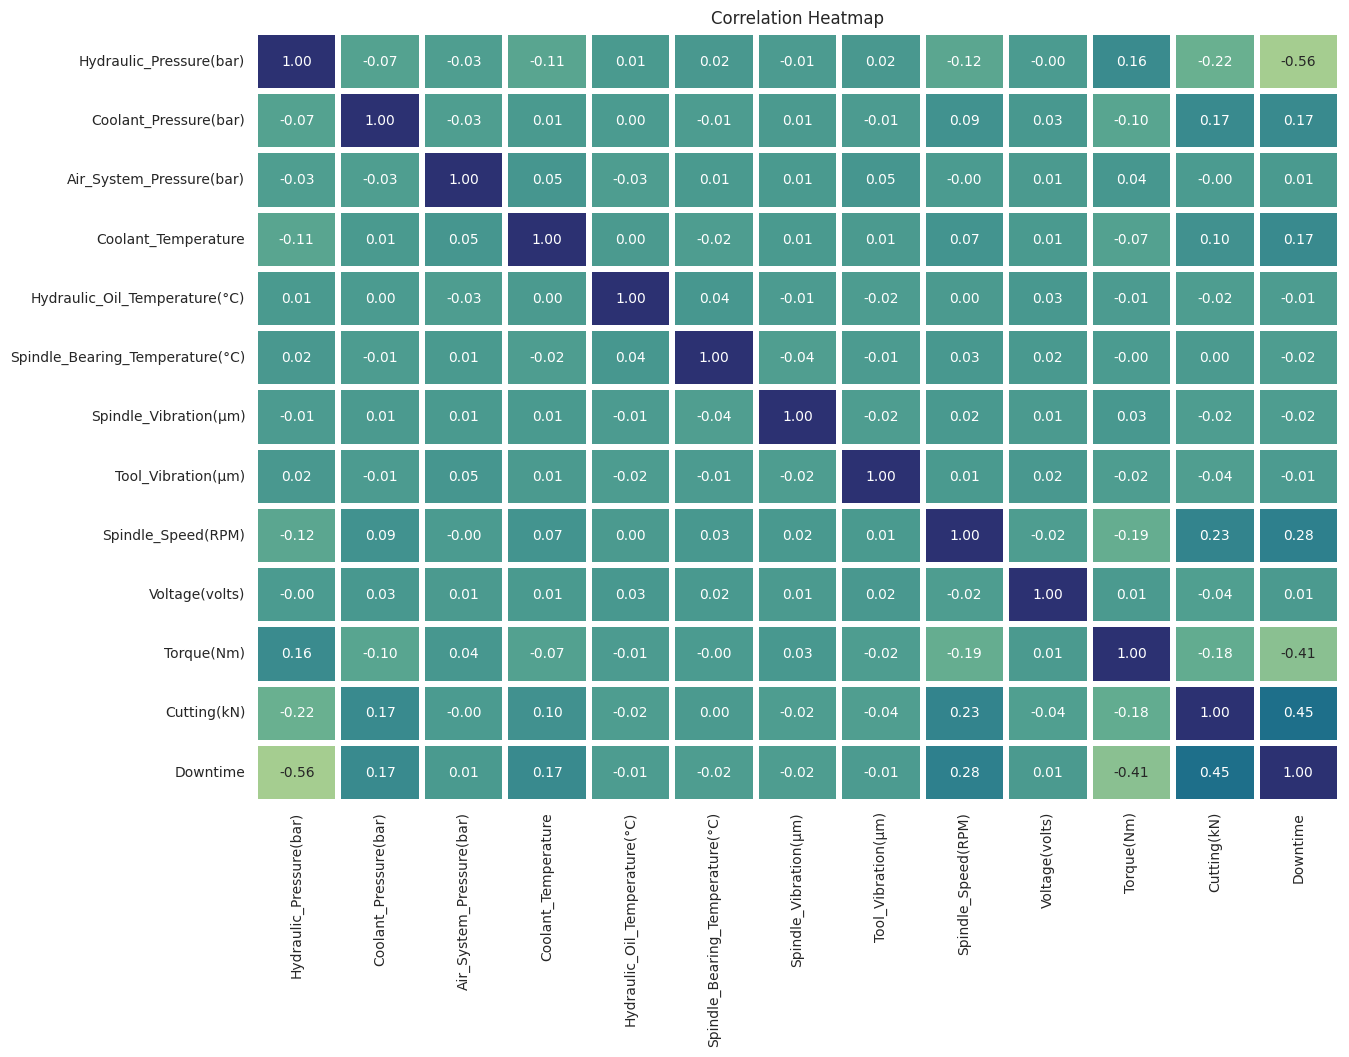 Correlation Heatmap
Hydraulic_Pressure(bar) 1.00 -0.07 -0.03 -0.11 0.01 0.02 -0.01 0.02 -0.12 -0.00 0.16 -0.22 -0.56
Coolant_Pressure(bar) -0.07 1.00 -0.03 0.01 0.00 -0.01 0.01 -0.01 0.09 0.03 -0.10 0.17 0.17
Air_System_Pressure(bar) -0.03 -0.03 1.00 0.05 -0.03 0.01 0.01 0.05 -0.00 0.01 0.04 -0.00 0.01
Coolant_Temperature -0.11 0.01 0.05 1.00 0.00 -0.02 0.01 0.01 0.07 0.01 -0.07 0.10 0.17
Hydraulic_Oil_Temperature(°C) 0.01 0.00 -0.03 0.00 1.00 0.04 -0.01 -0.02 0.00 0.03 -0.01 -0.02 -0.01
Spindle_Bearing_Temperature(°C) 0.02 -0.01 0.01 -0.02 0.04 1.00 -0.04 -0.01 0.03 0.02 -0.00 0.00 -0.02
Spindle_Vibration(µm) -0.01 0.01 0.01 0.01 -0.01 -0.04 1.00 -0.02 0.02 0.01 0.03 -0.02 -0.02
Tool_Vibration(µm) 0.02 -0.01 0.05 0.01 -0.02 -0.01 -0.02 1.00 0.01 0.02 -0.02 -0.04 -0.01
Spindle_Speed(RPM) -0.12 0.09 -0.00 0.07 0.00 0.03 0.02 0.01 1.00 -0.02 -0.19 0.23 0.28
Voltage(volts) -0.00 0.03 0.01 0.01 0.03 0.02 0.01 0.02 -0.02 1.00 0.01 -0.04 0.01
Torque(Nm) 0.16 -0.10 0.04 -0.07 -0.01 -0.00 0.03 -0.02 -0.19 0.01 1.00 -0.18 -0.41
Cutting(kN) -0.22 0.17 -0.00 0.10 -0.02 0.00 -0.02 -0.04 0.23 -0.04 -0.18 1.00 0.45
Downtime -0.56 0.17 0.01 0.17 -0.01 -0.02 -0.02 -0.01 0.28 0.01 -0.41 0.45 1.00
Hydraulic_Pressure(bar)
Coolant_Pressure(bar)
Air_System_Pressure(bar)
Coolant_Temperature
Hydraulic_Oil_Temperature(°C)
Spindle_Bearing_Temperature(°C)
Spindle_Vibration(µm)
Tool_Vibration(µm)
Spindle_Speed(RPM)
Voltage(volts)
Torque(Nm)
Cutting(kN)
Downtime